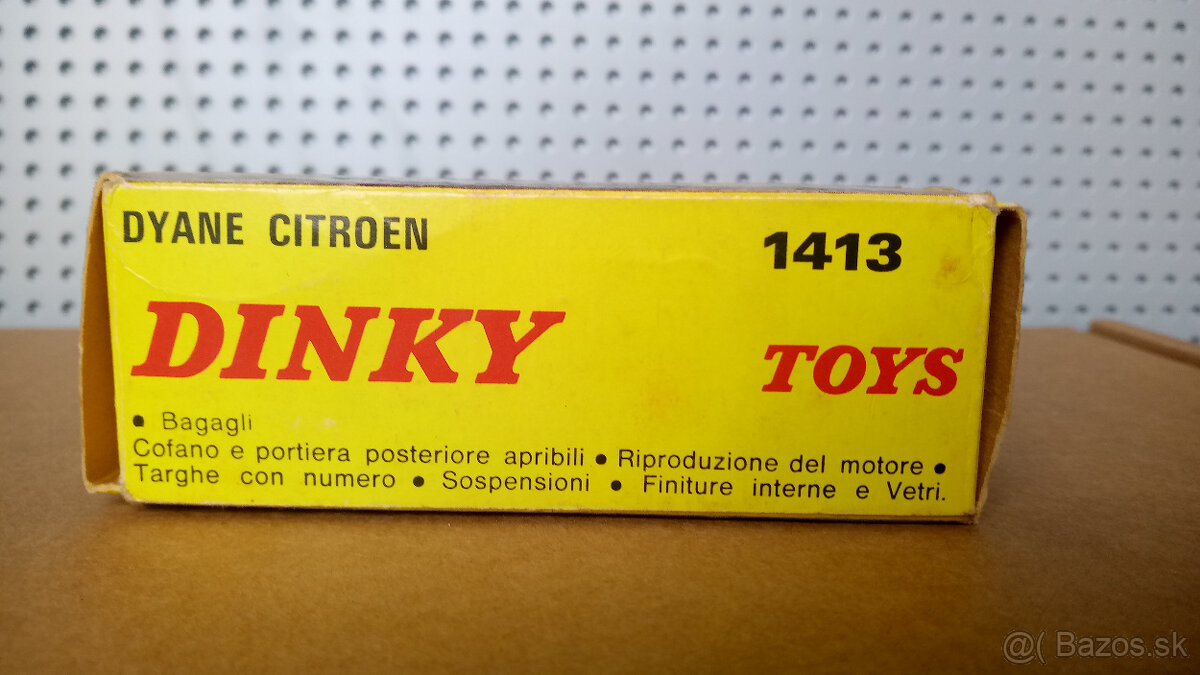 DYANE CITROEN 1413
DINKY TOYS
• Bagagli
Cofano e portiera posteriore apribili • Riproduzione del motore •
Targhe con numero • Sospensioni • Finiture interne e Vetri.
@( Bazos.sk